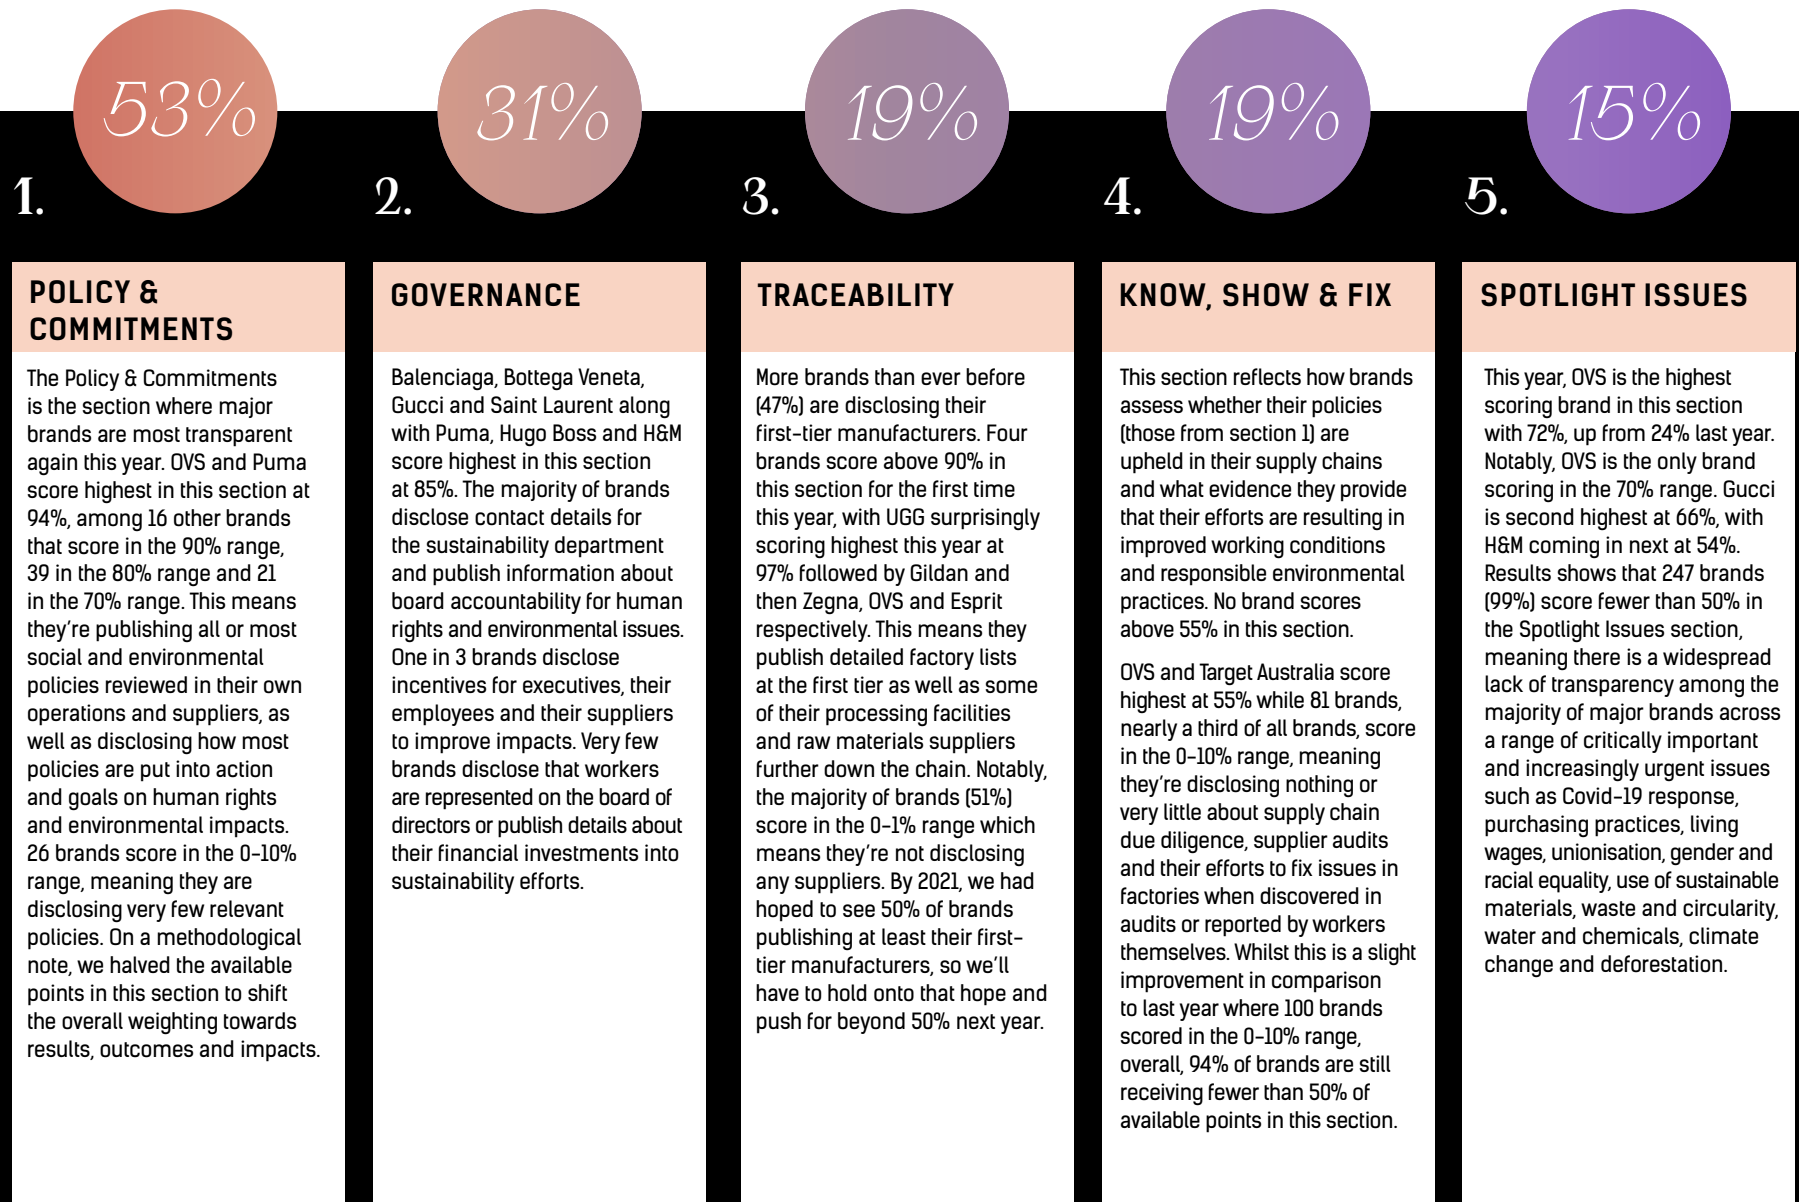 53%
1.
POLICY &
COMMITMENTS
The Policy & Commitments
is the section where major
brands are most transparent
again this year. OVS and Puma
score highest in this section at
94%, among 16 other brands
that score in the 90% range,
39 in the 80% range and 21
in the 70% range. This means
they're publishing all or most
social and environmental
policies reviewed in their own
operations and suppliers, as
well as disclosing how most
policies are put into action
and goals on human rights
and environmental impacts.
26 brands score in the 0-10%
range, meaning they are
disclosing very few relevant
policies. On a methodological
note, we halved the available
points in this section to shift
the overall weighting towards
results, outcomes and impacts.
31%
2.
GOVERNANCE
Balenciaga, Bottega Veneta,
Gucci and Saint Laurent along
with Puma, Hugo Boss and H&M
score highest in this section
at 85%. The majority of brands
disclose contact details for
the sustainability department
and publish information about
board accountability for human
rights and environmental issues.
One in 3 brands disclose
incentives for executives, their
employees and their suppliers
to improve impacts. Very few
brands disclose that workers
are represented on the board of
directors or publish details about
their financial investments into
sustainability efforts.
19%
3.
TRACEABILITY
More brands than ever before
(47%) are disclosing their
first-tier manufacturers. Four
brands score above 90% in
this section for the first time
this year, with UGG surprisingly
scoring highest this year at
97% followed by Gildan and
then Zegna, OVS and Esprit
respectively. This means they
publish detailed factory lists
at the first tier as well as some
of their processing facilities
and raw materials suppliers
further down the chain. Notably,
the majority of brands (51%)
score in the 0-1% range which
means they're not disclosing
any suppliers. By 2021, we had
hoped to see 50% of brands
publishing at least their first-
tier manufacturers, so we'll
have to hold onto that hope and
push for beyond 50% next year.
19%
4.
KNOW, SHOW & FIX
This section reflects how brands
assess whether their policies
(those from section 1) are
upheld in their supply chains
and what evidence they provide
that their efforts are resulting in
improved working conditions
and responsible environmental
practices. No brand scores
above 55% in this section.
OVS and Target Australia score
highest at 55% while 81 brands,
nearly a third of all brands, score
in the 0-10% range, meaning
they're disclosing nothing or
very little about supply chain
due diligence, supplier audits
and their efforts to fix issues in
factories when discovered in
audits or reported by workers
themselves. Whilst this is a slight
improvement in comparison
to last year where 100 brands
scored in the 0-10% range,
overall, 94% of brands are still
receiving fewer than 50% of
available points in this section.
15%
5.
SPOTLIGHT ISSUES
This year, OVS is the highest
scoring brand in this section
with 72%, up from 24% last year.
Notably, OVS is the only brand
scoring in the 70% range. Gucci
is second highest at 66%, with
H&M coming in next at 54%.
Results shows that 247 brands
(99%) score fewer than 50% in
the Spotlight Issues section,
meaning there is a widespread
lack of transparency among the
majority of major brands across
a range of critically important
and increasingly urgent issues
such as Covid-19 response,
purchasing practices, living
wages, unionisation, gender and
racial equality, use of sustainable
materials, waste and circularity,
water and chemicals, climate
change and deforestation.